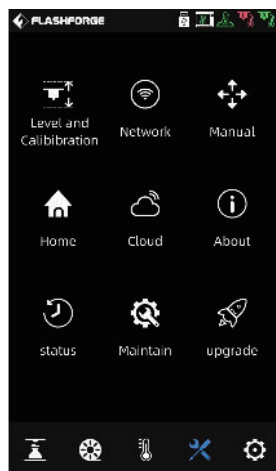 FLASHFORGE
Level and
Calibibration
Network
Manual
Home
Cloud
About
status
Maintain
upgrade